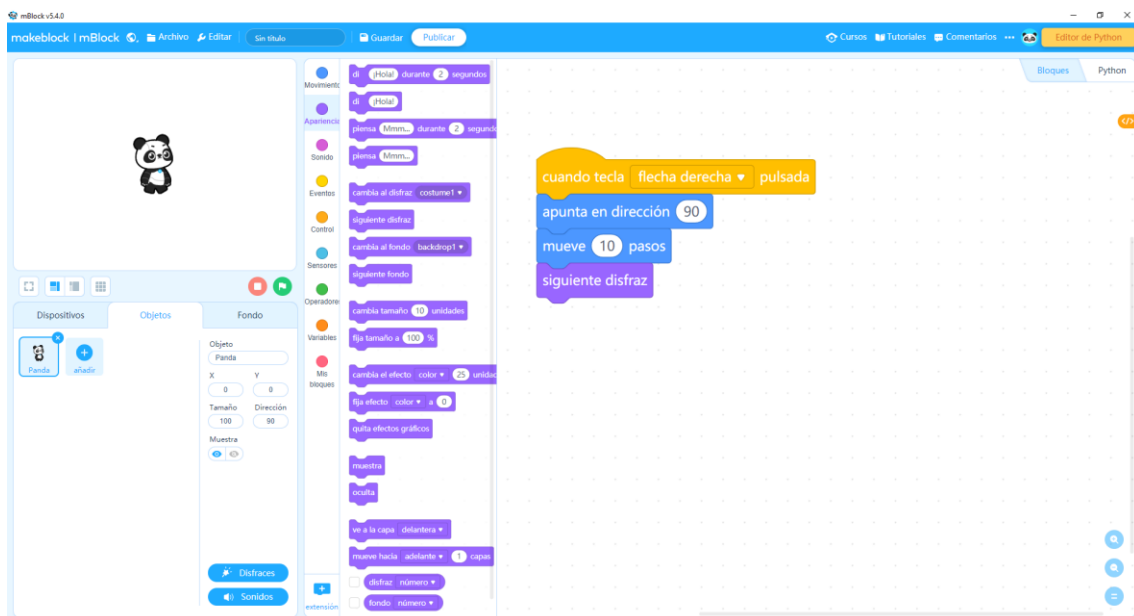 mBlock v5.4.0
makeblock | mBlock Archivo Editar Sin título Guardar Publicar Cursos Tutoriales Comentarios Editor de Python
Bloques Python
Movimiento
Apariencia
Sonido
Eventos
Control
Sensores
Operadores
Variables
Mis
bloques
extensión
di ¡Hola! durante 2 segundos
di ¡Hola!
piensa Mmm... durante 2 segundo
piensa Mmm...
cambia al disfraz costume1
siguiente disfraz
cambia al fondo backdrop1
siguiente fondo
cambia tamaño 10 unidades
fija tamaño a 100 %
cambia el efecto color 25 unidad
fija efecto color a 0
quita efectos gráficos
muestra
oculta
ve a la capa delantera
mueve hacia adelante 1 capas
disfraz número
fondo número
cuando tecla flecha derecha pulsada
apunta en dirección 90
mueve 10 pasos
siguiente disfraz
Dispositivos Objetos Fondo
Panda
añadir
Objeto
Panda
X Y
0 0
Tamaño Dirección
100 90
Muestra
Disfraces
Sonidos